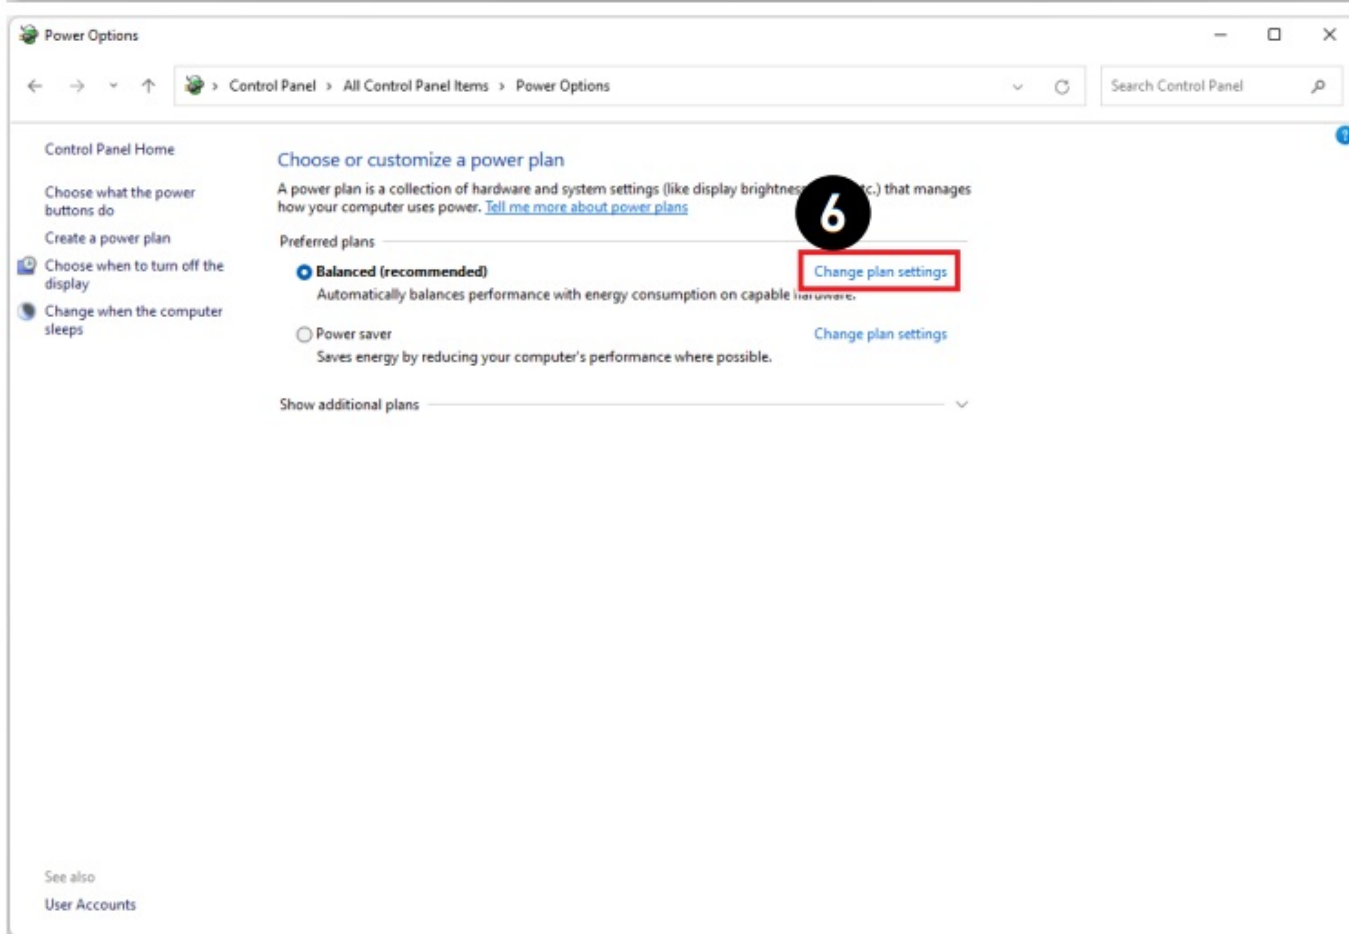 Power Options
Control Panel > All Control Panel Items > Power Options
Search Control Panel
Control Panel Home
Choose what the power
buttons do
Create a power plan
Choose when to turn off the
display
Change when the computer
sleeps
Choose or customize a power plan
A power plan is a collection of hardware and system settings (like display tc.) that manages
how your computer uses power. Tell me more about power plans
6
Preferred plans
Balanced (recommended)
Change plan settings
Automatically balances performance with energy consumption on capable hardware.
Power saver
Change plan settings
Saves energy by reducing your computer's performance where possible.
Show additional plans
See also
User Accounts